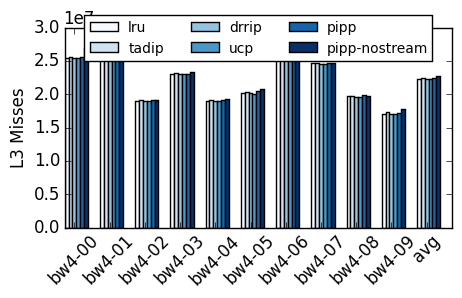 1e7
lru drrip pipp
tadip ucp pipp-nostream
L3 Misses
3.0
2.5
2.0
1.5
1.0
0.5
0.0
bw4-00 bw4-01 bw4-02 bw4-03 bw4-04 bw4-05 bw4-06 bw4-07 bw4-08 bw4-09 avg